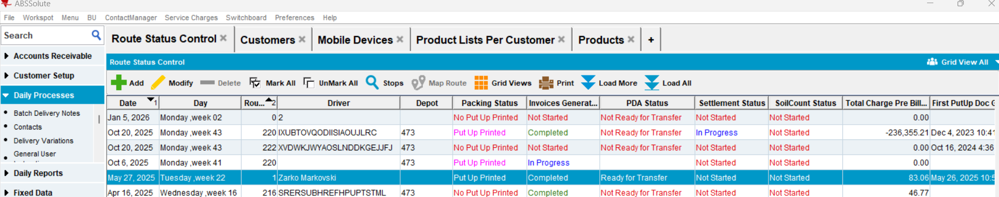 ABSSolute
File Workspot Menu BU ContactManager Service Charges Switchboard Preferences Help
Search
Route Status Control Customers Mobile Devices Product Lists Per Customer Products +
Accounts Receivable
Customer Setup
Daily Processes
Batch Delivery Notes
Contacts
Delivery Variations
General User
Daily Reports
Fixed Data
Route Status Control Grid View All
Add Modify Delete Mark All UnMark All Stops Map Route Grid Views Print Load More Load All
Date 1 Day Rou... 2 Driver Depot Packing Status Invoices Generat... PDA Status Settlement Status SoilCount Status Total Charge Pre Bill... First PutUp Doc
Jan 5, 2026 Monday ,week 02 0 2 No Put Up Printed Not Started Not Ready for Transfer Not Started Not Started 0.00
Oct 20, 2025 Monday ,week 43 220 IXUBTOVQODIISIAOUJLRC 473 Put Up Printed Completed Not Ready for Transfer In Progress Not Started -236,355.21 Dec 4, 2023 10:41
Oct 20, 2025 Monday ,week 43 222 XVDWKJWYAOSLNDDKGEJJFJ No Put Up Printed Not Started Not Ready for Transfer Not Started Not Started 0.00 Oct 16, 2024 4:36
Oct 6, 2025 Monday ,week 41 220 473 Put Up Printed In Progress Not Started Not Started 0.00
May 27, 2025 Tuesday ,week 22 1 Zarko Markovski Put Up Printed Completed Ready for Transfer Not Started Not Started 83.06 May 26, 2025 10:5
Apr 16, 2025 Wednesday ,week 16 216 SRERSUBHREFHPUPTSTML 473 No Put Up Printed Completed Not Ready for Transfer Not Started Not Started 46.77